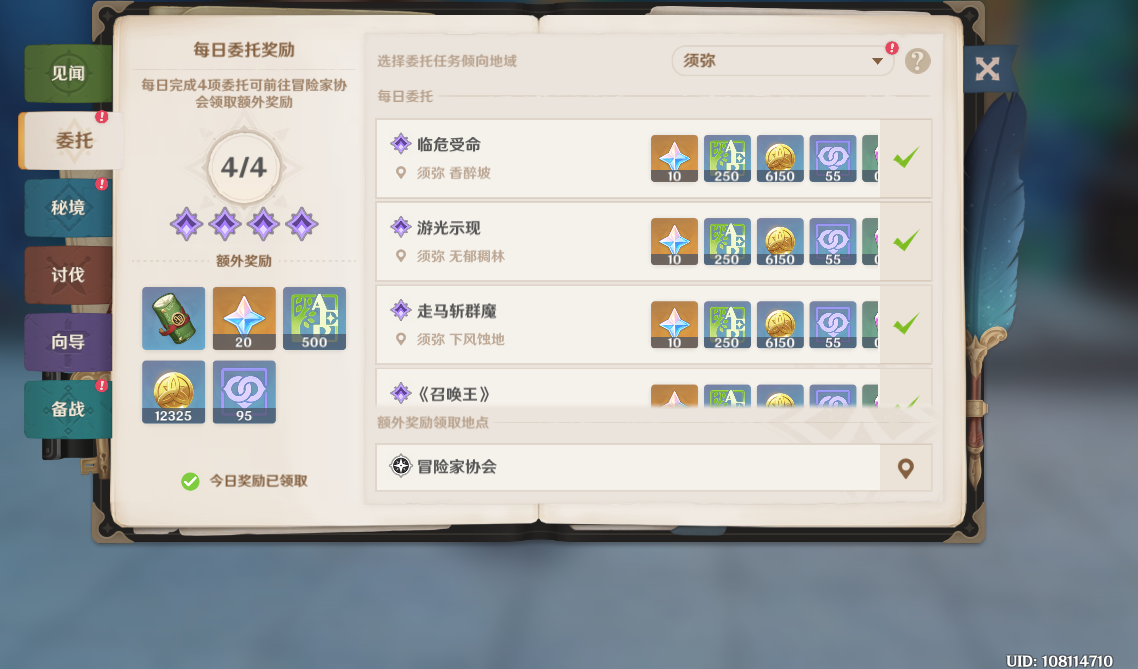 见闻
委托
秘境
讨伐
向导
备战
每日委托奖励
每日完成4项委托可前往冒险家协
会领取额外奖励
4/4
额外奖励
20
500
12325
95
今日奖励已领取
选择委托任务倾向地域
须弥
?
每日委托
临危受命
须弥 香醉坡
10
250
6150
55
游光示现
须弥 无郁稠林
10
250
6150
55
走马斩群魔
须弥 下风蚀地
10
250
6150
55
《召唤王》
额外奖励领取地点
冒险家协会
UID: 108114710